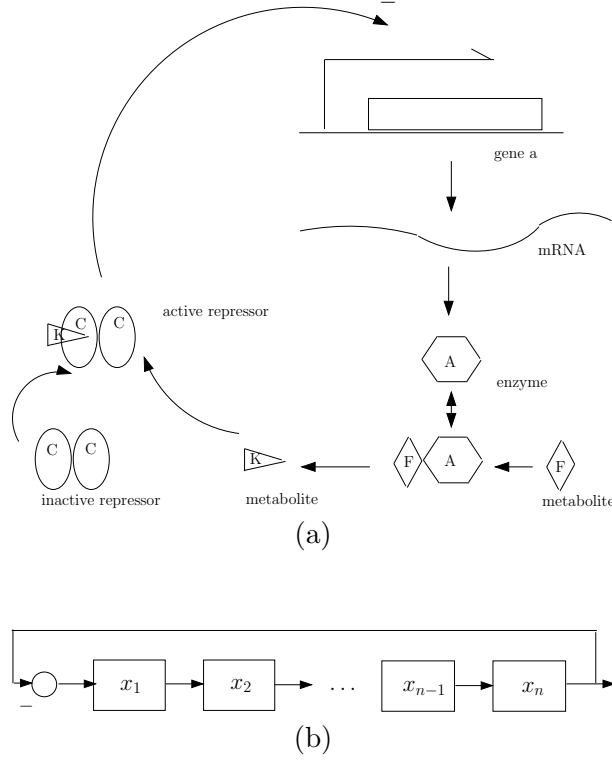 −
gene a
mRNA
C C
K
active repressor
A
enzyme
C C
F A
F
K
inactive repressor
metabolite
metabolite
(a)
x₁ x₂ … xₙ₋₁ xₙ
−
(b)